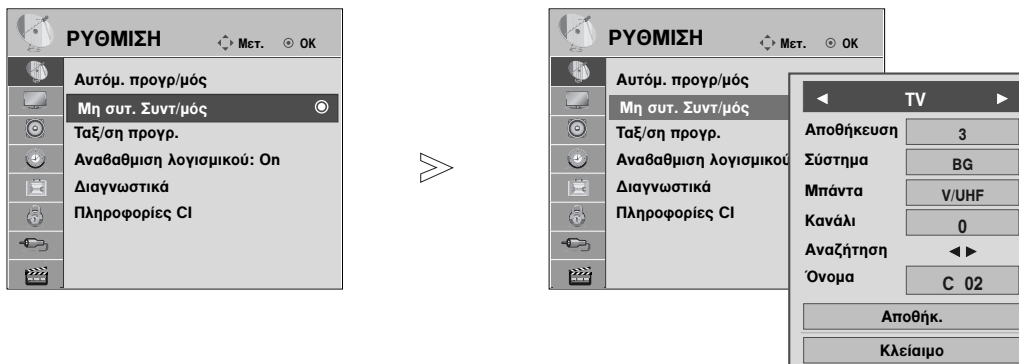 ΡΥΘΜΙΣΗ Μετ. OK
Αυτόμ. προγρ/μός
Μη συτ. Συντ/μός
Ταξ/ση προγρ.
Αναβαθμιση λογισμικού: On
Διαγνωστικά
Πληροφορίες CI
ΡΥΘΜΙΣΗ Μετ. OK
Αυτόμ. προγρ/μός
Μη συτ. Συντ/μός
Ταξ/ση προγρ.
Αναβαθμιση λογισμικού
Διαγνωστικά
Πληροφορίες CI
◀ TV ▶
Αποθήκευση 3
Σύστημα BG
Μπάντα V/UHF
Κανάλι 0
Αναζήτηση ◀ ▶
Όνομα C 02
Αποθήκ.
Κλείαιμο